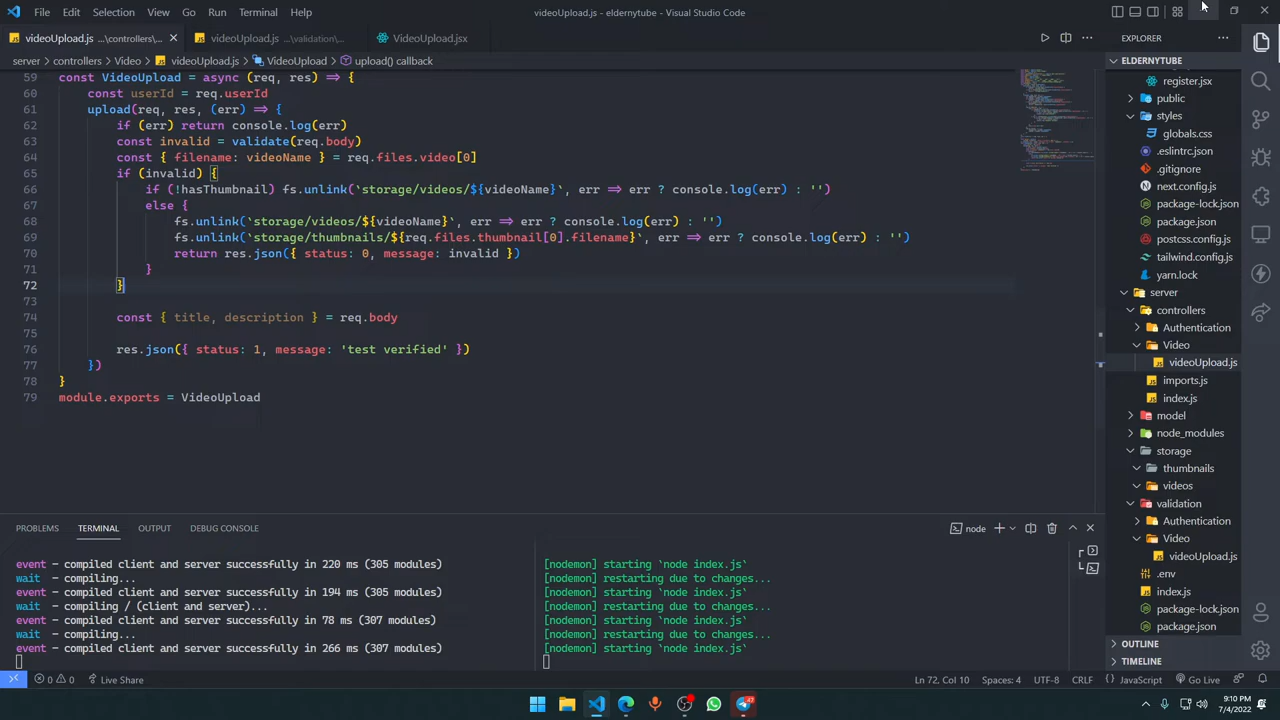 File Edit Selection View Go Run Terminal Help
videoUpload.js - eldernytube - Visual Studio Code
videoUpload.js ...\controllers\...
videoUpload.js ...\validation\...
VideoUpload.jsx
server > controllers > Video > videoUpload.js > VideoUpload > upload() callback
59 const VideoUpload = async (req, res) => {
60 const userId = req.userId
61 upload(req, res, (err) => {
62 if (err) return console.log(err)
63 const invalid = validate(req.body)
64 const { filename: videoName } = req.files.video[0]
65 if (invalid) {
66 if (!hasThumbnail) fs.unlink(`storage/videos/${videoName}`, err => err ? console.log(err) : '')
67 else {
68 fs.unlink(`storage/videos/${videoName}`, err => err ? console.log(err) : '')
69 fs.unlink(`storage/thumbnails/${req.files.thumbnail[0].filename}`, err => err ? console.log(err) : '')
70 return res.json({ status: 0, message: invalid })
71 }
72 }
73
74 const { title, description } = req.body
75
76 res.json({ status: 1, message: 'test verified' })
77 })
78 }
79 module.exports = VideoUpload
PROBLEMS TERMINAL OUTPUT DEBUG CONSOLE
node
event - compiled client and server successfully in 220 ms (305 modules)
wait - compiling...
event - compiled client and server successfully in 194 ms (305 modules)
wait - compiling / (client and server)...
event - compiled client and server successfully in 78 ms (307 modules)
wait - compiling...
event - compiled client and server successfully in 266 ms (307 modules)
[nodemon] starting `node index.js`
[nodemon] restarting due to changes...
[nodemon] starting `node index.js`
[nodemon] restarting due to changes...
[nodemon] starting `node index.js`
[nodemon] restarting due to changes...
[nodemon] starting `node index.js`
EXPLORER
ELDERNYTUBE
register.jsx
public
styles
globals.css
.eslintrc.json
.gitignore
next.config.js
package-lock.json
package.json
postcss.config.js
tailwind.config.js
yarn.lock
server
controllers
Authentication
Video
videoUpload.js
imports.js
index.js
model
node_modules
storage
thumbnails
videos
validation
Authentication
Video
videoUpload.js
.env
index.js
package-lock.json
package.json
OUTLINE
TIMELINE
0 0 Live Share
Ln 72, Col 10 Spaces: 4 UTF-8 CRLF JavaScript Go Live
9:10 PM
7/4/2022